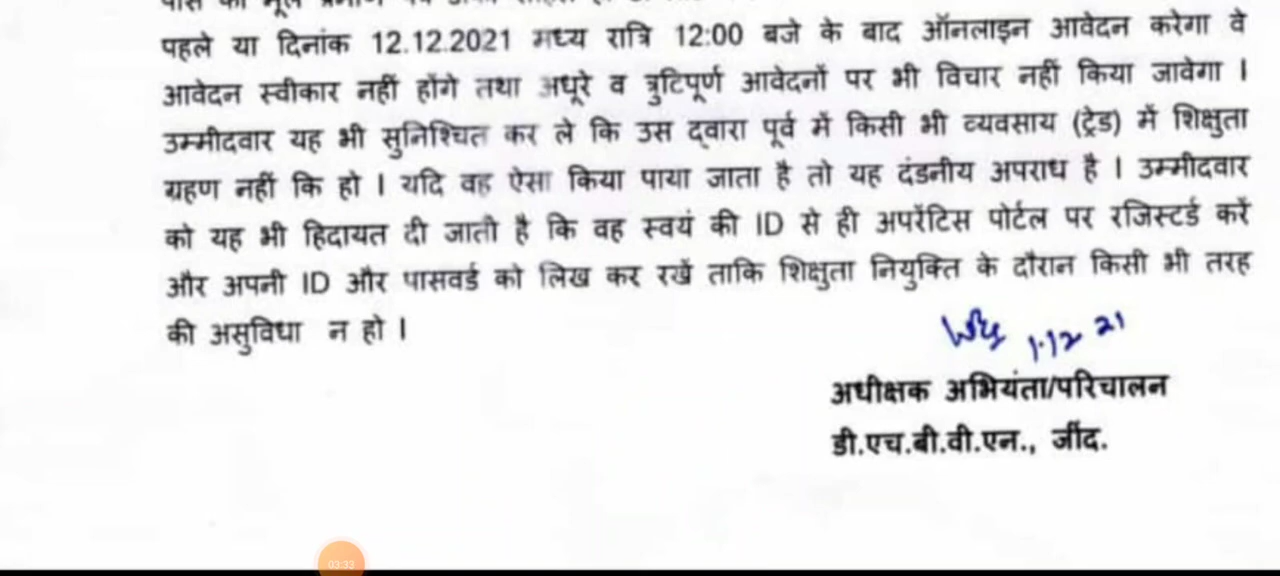 पहले या दिनांक 12.12.2021 मध्य रात्रि 12:00 बजे के बाद ऑनलाइन आवेदन करेगा वे
आवेदन स्वीकार नहीं होंगे तथा अधूरे व त्रुटिपूर्ण आवेदनों पर भी विचार नहीं किया जावेगा ।
उम्मीदवार यह भी सुनिश्चित कर ले कि उस द्वारा पूर्व में किसी भी व्यवसाय (ट्रेड) में शिक्षुता
ग्रहण नहीं कि हो । यदि वह ऐसा किया पाया जाता है तो यह दंडनीय अपराध है । उम्मीदवार
को यह भी हिदायत दी जाती है कि वह स्वयं की ID से ही अपरेंटिस पोर्टल पर रजिस्टर्ड करें
और अपनी ID और पासवर्ड को लिख कर रखें ताकि शिक्षुता नियुक्ति के दौरान किसी भी तरह
की असुविधा न हो ।
1.12 21
अधीक्षक अभियंता/परिचालन
डी.एच.बी.वी.एन., जींद.
03:33